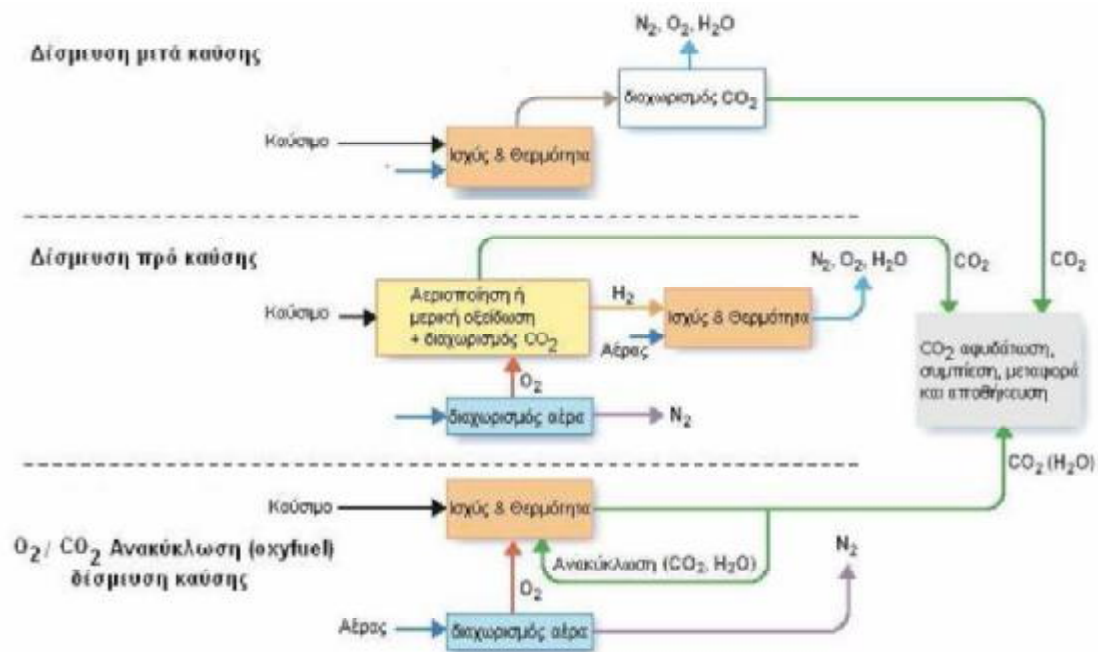 Δέσμευση μετά καύσης
N₂, O₂, H₂O
διαχωρισμός CO₂
Καύσιμο
Ισχύς & Θερμότητα
Δέσμευση πρό καύσης
N₂, O₂, H₂O
CO₂
CO₂
Αεριοποίηση ή
μερική οξείδωση
+ διαχωρισμός CO₂
H₂
Καύσιμο
Ισχύς & Θερμότητα
Αέρας
O₂
CO₂ αφυδάτωση,
συμπίεση, μεταφορά
και αποθήκευση
διαχωρισμός αέρα
N₂
CO₂ (H₂O)
Καύσιμο
Ισχύς & Θερμότητα
O₂ / CO₂ Ανακύκλωση (oxyfuel)
δέσμευση καύσης
Ανακύκλωση (CO₂, H₂O)
N₂
O₂
Αέρας
διαχωρισμός αέρα